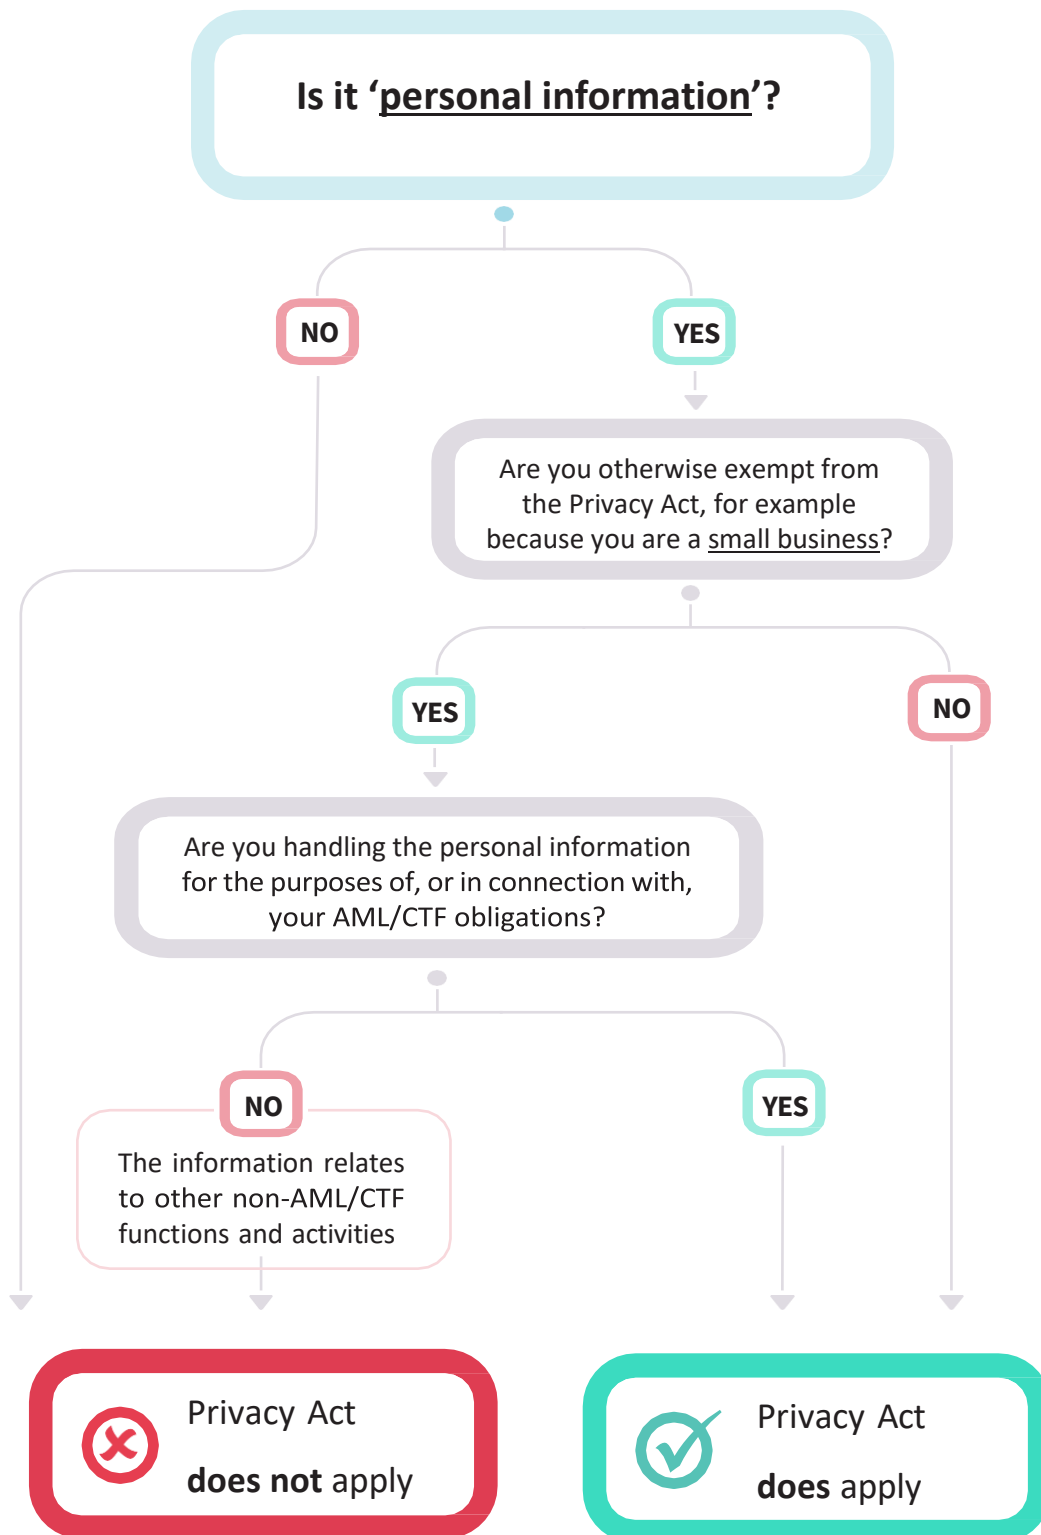 Is it ‘personal information’?
NO
YES
Are you otherwise exempt from
the Privacy Act, for example
because you are a small business?
YES
NO
Are you handling the personal information
for the purposes of, or in connection with,
your AML/CTF obligations?
NO
YES
The information relates
to other non-AML/CTF
functions and activities
Privacy Act
does not apply
Privacy Act
does apply